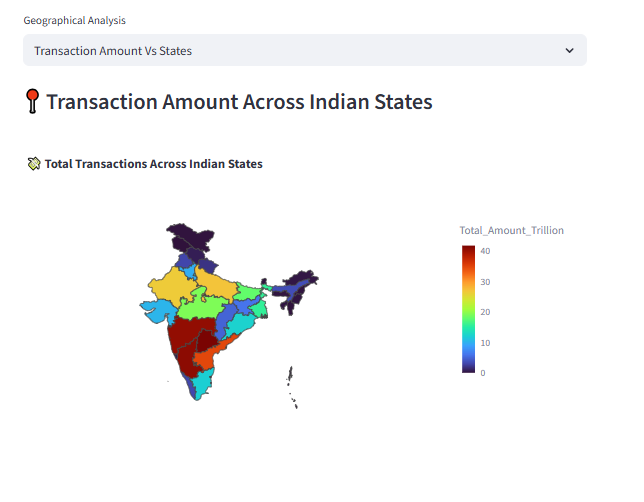 Geographical Analysis
Transaction Amount Vs States
Transaction Amount Across Indian States
Total Transactions Across Indian States
Total_Amount_Trillion
40
30
20
10
0